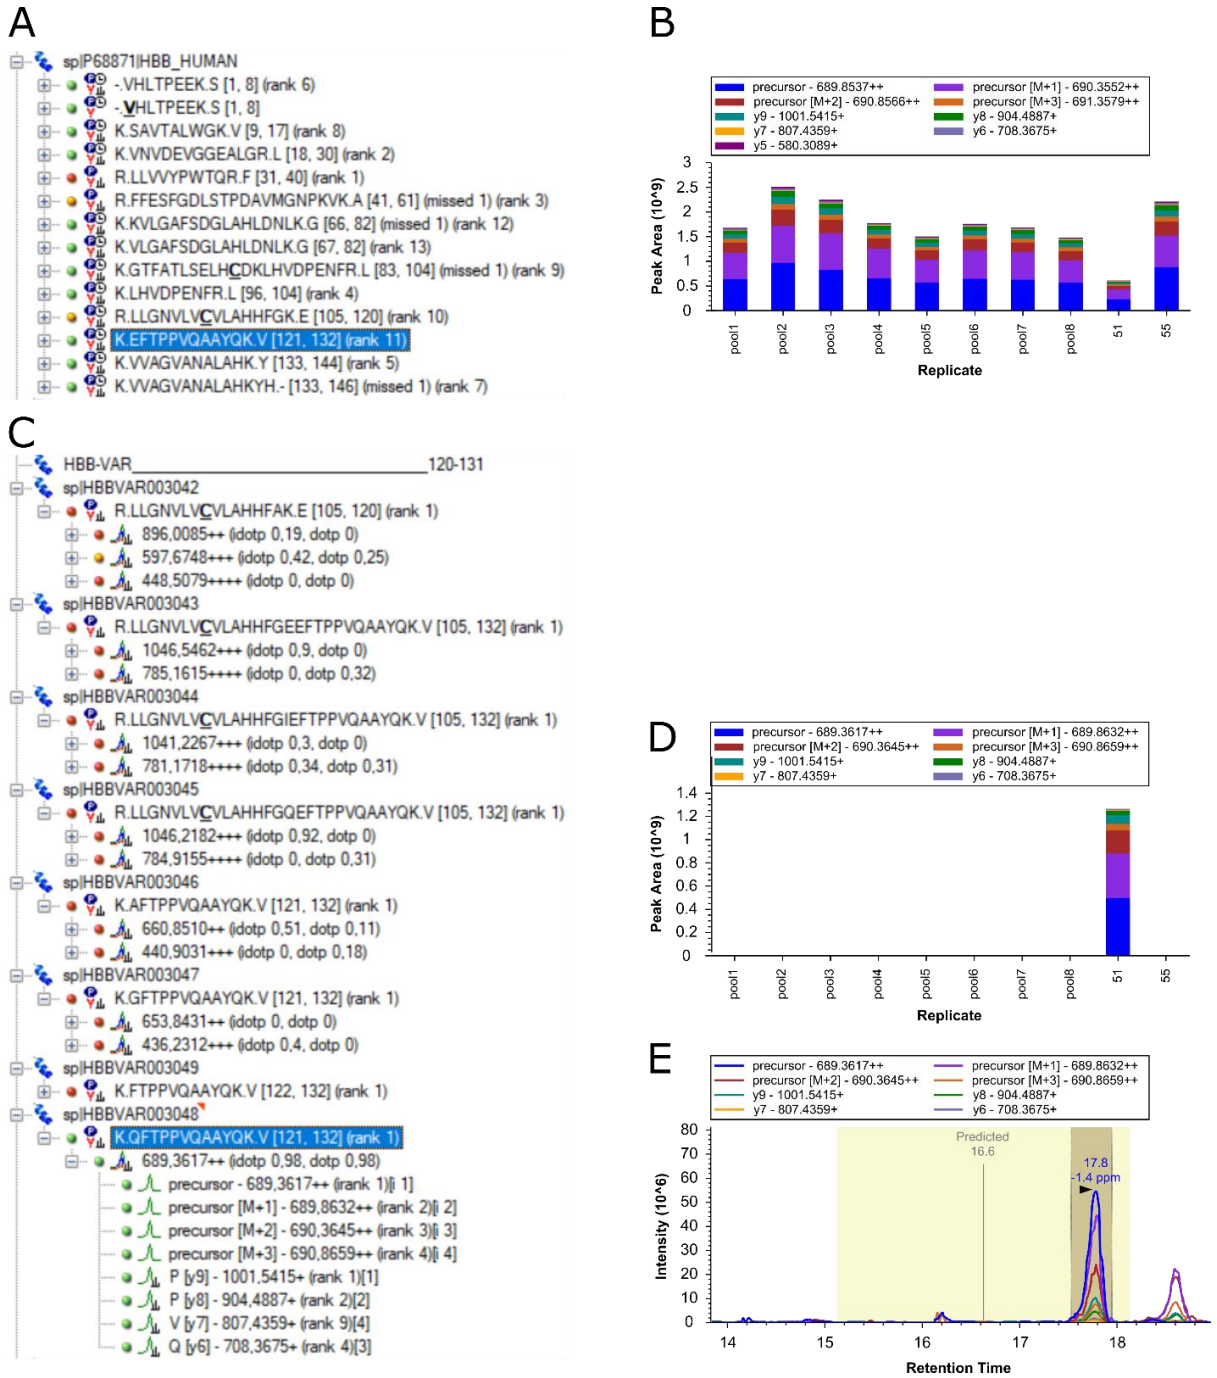 A
sp|P68871|HBB_HUMAN
-.VHLTPEEK.S [1, 8] (rank 6)
-.VHLTPEEK.S [1, 8]
K.SAVTALWGK.V [9, 17] (rank 8)
K.VNVDEVGGEALGR.L [18, 30] (rank 2)
R.LLVVYPWTQR.F [31, 40] (rank 1)
R.FFESFGDLSTPDAVMGNPKVK.A [41, 61] (missed 1) (rank 3)
K.KVLGAFSDGLAHLDNLK.G [66, 82] (missed 1) (rank 12)
K.VLGAFSDGLAHLDNLK.G [67, 82] (rank 13)
K.GTFATLSELHCDKLHVDPENFR.L [83, 104] (missed 1) (rank 9)
K.LHVDPENFR.L [96, 104] (rank 4)
R.LLGNVLVCVLAHHFGK.E [105, 120] (rank 10)
K.EFTPPVQAAYQK.V [121, 132] (rank 11)
K.VVAGVANALAHK.Y [133, 144] (rank 5)
K.VVAGVANALAHKYH.- [133, 146] (missed 1) (rank 7)
B
precursor - 689.8537++
precursor [M+1] - 690.3552++
precursor [M+2] - 690.8566++
precursor [M+3] - 691.3579++
y9 - 1001.5415+
y8 - 904.4887+
y7 - 807.4359+
y6 - 708.3675+
y5 - 580.3089+
Peak Area (10^9)
3
2.5
2
1.5
1
0.5
0
pool1
pool2
pool3
pool4
pool5
pool6
pool7
pool8
51
55
Replicate
C
HBB-VAR____________________________120-131
sp|HBBVAR003042
R.LLGNVLVCVLAHHFAK.E [105, 120] (rank 1)
896,0085++ (idotp 0,19, dotp 0)
597,6748+++ (idotp 0,42, dotp 0,25)
448,5079++++ (idotp 0, dotp 0)
sp|HBBVAR003043
R.LLGNVLVCVLAHHFGEEFTPPVQAAYQK.V [105, 132] (rank 1)
1046,5462+++ (idotp 0,9, dotp 0)
785,1615++++ (idotp 0, dotp 0,32)
sp|HBBVAR003044
R.LLGNVLVCVLAHHFGIEFTPPVQAAYQK.V [105, 132] (rank 1)
1041,2267+++ (idotp 0,3, dotp 0)
781,1718++++ (idotp 0,34, dotp 0,31)
sp|HBBVAR003045
R.LLGNVLVCVLAHHFGQEFTPPVQAAYQK.V [105, 132] (rank 1)
1046,2182+++ (idotp 0,92, dotp 0)
784,9155++++ (idotp 0, dotp 0,31)
sp|HBBVAR003046
K.AFTPPVQAAYQK.V [121, 132] (rank 1)
660,8510++ (idotp 0,51, dotp 0,11)
440,9031+++ (idotp 0, dotp 0,18)
sp|HBBVAR003047
K.GFTPPVQAAYQK.V [121, 132] (rank 1)
653,8431++ (idotp 0, dotp 0)
436,2312+++ (idotp 0,4, dotp 0)
sp|HBBVAR003049
K.FTPPVQAAYQK.V [122, 132] (rank 1)
sp|HBBVAR003048
K.QFTPPVQAAYQK.V [121, 132] (rank 1)
689,3617++ (idotp 0,98, dotp 0,98)
precursor - 689,3617++ (irank 1)[i 1]
precursor [M+1] - 689,8632++ (irank 2)[i 2]
precursor [M+2] - 690,3645++ (irank 3)[i 3]
precursor [M+3] - 690,8659++ (irank 4)[i 4]
P [y9] - 1001,5415+ (rank 1)[1]
P [y8] - 904,4887+ (rank 2)[2]
V [y7] - 807,4359+ (rank 9)[4]
Q [y6] - 708,3675+ (rank 4)[3]
D
precursor - 689.3617++
precursor [M+1] - 689.8632++
precursor [M+2] - 690.3645++
precursor [M+3] - 690.8659++
y9 - 1001.5415+
y8 - 904.4887+
y7 - 807.4359+
y6 - 708.3675+
Peak Area (10^9)
1.4
1.2
1
0.8
0.6
0.4
0.2
0
pool1
pool2
pool3
pool4
pool5
pool6
pool7
pool8
51
55
Replicate
E
precursor - 689.3617++
precursor [M+1] - 689.8632++
precursor [M+2] - 690.3645++
precursor [M+3] - 690.8659++
y9 - 1001.5415+
y8 - 904.4887+
y7 - 807.4359+
y6 - 708.3675+
Intensity (10^6)
80
70
60
50
40
30
20
10
0
Predicted
16.6
17.8
-1.4 ppm
14
15
16
17
18
Retention Time